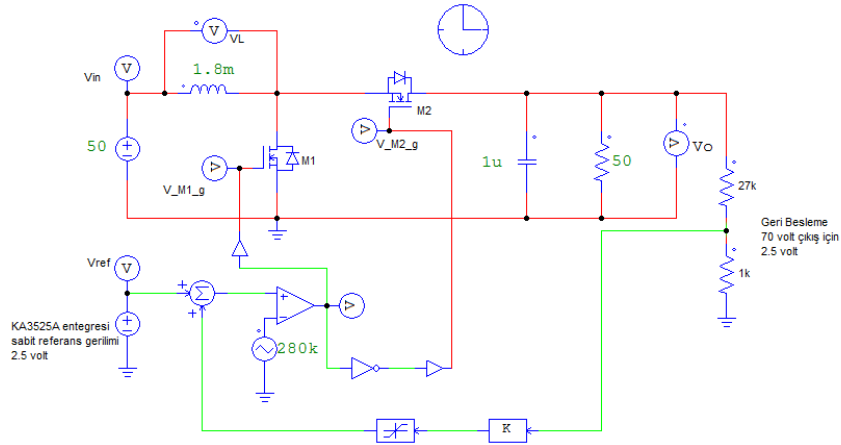 V
VL
V
1.8m
Vin
M2
V
V_M2_g
50
V
M1
V_M1_g
1u
50
V
Vo
27k
Geri Besleme
70 volt çıkış için
2.5 volt
1k
Vref
V
Σ
V
KA3525A entegresi
sabit referans gerilimi
2.5 volt
280k
K